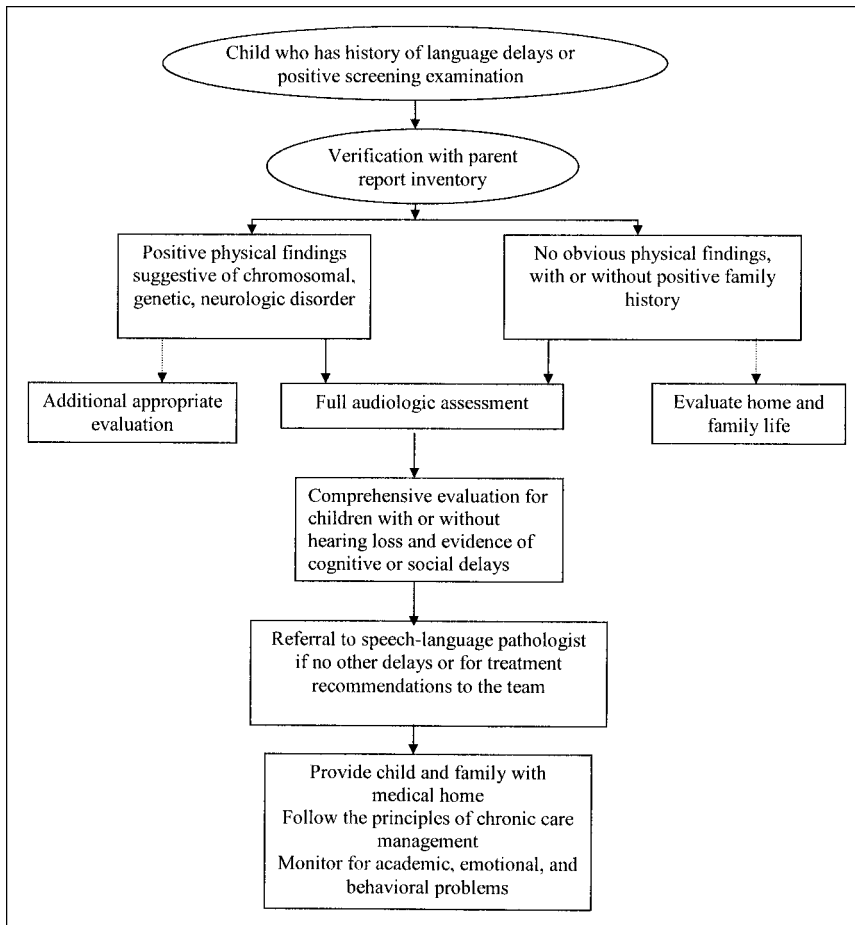 Child who has history of language delays or
positive screening examination
Verification with parent
report inventory
Positive physical findings
suggestive of chromosomal,
genetic, neurologic disorder
No obvious physical findings,
with or without positive family
history
Additional appropriate
evaluation
Full audiologic assessment
Evaluate home and
family life
Comprehensive evaluation for
children with or without
hearing loss and evidence of
cognitive or social delays
Referral to speech-language pathologist
if no other delays or for treatment
recommendations to the team
Provide child and family with
medical home
Follow the principles of chronic care
management
Monitor for academic, emotional, and
behavioral problems